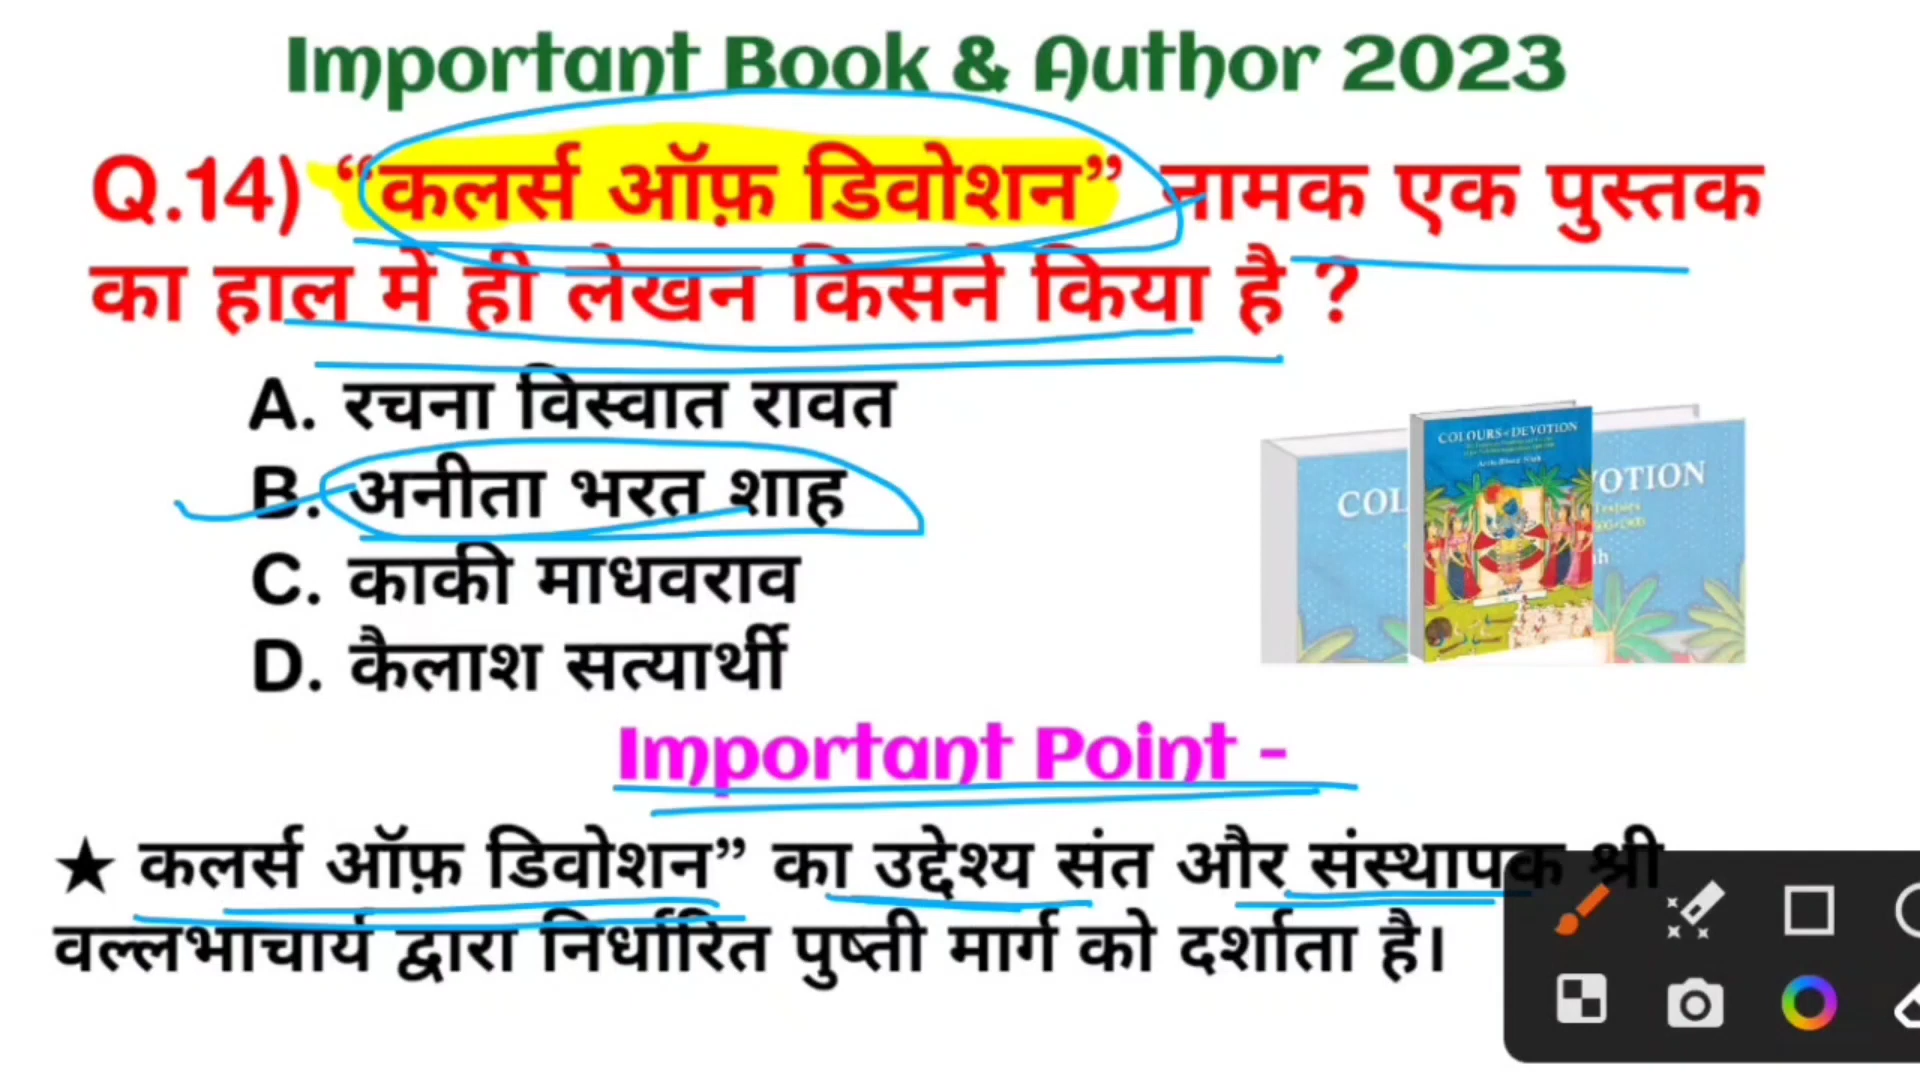 Important Book & Author 2023
Q.14) “कलर्स ऑफ़ डिवोशन” नामक एक पुस्तक
का हाल में ही लेखन किसने किया है ?
A. रचना विस्वात रावत
B. अनीता भरत शाह
C. काकी माधवराव
D. कैलाश सत्यार्थी
COLOURS of DEVOTION
COL
OTION
Important Point -
★ कलर्स ऑफ़ डिवोशन” का उद्देश्य संत और संस्थापक श्री
वल्लभाचार्य द्वारा निर्धारित पुष्ती मार्ग को दर्शाता है।